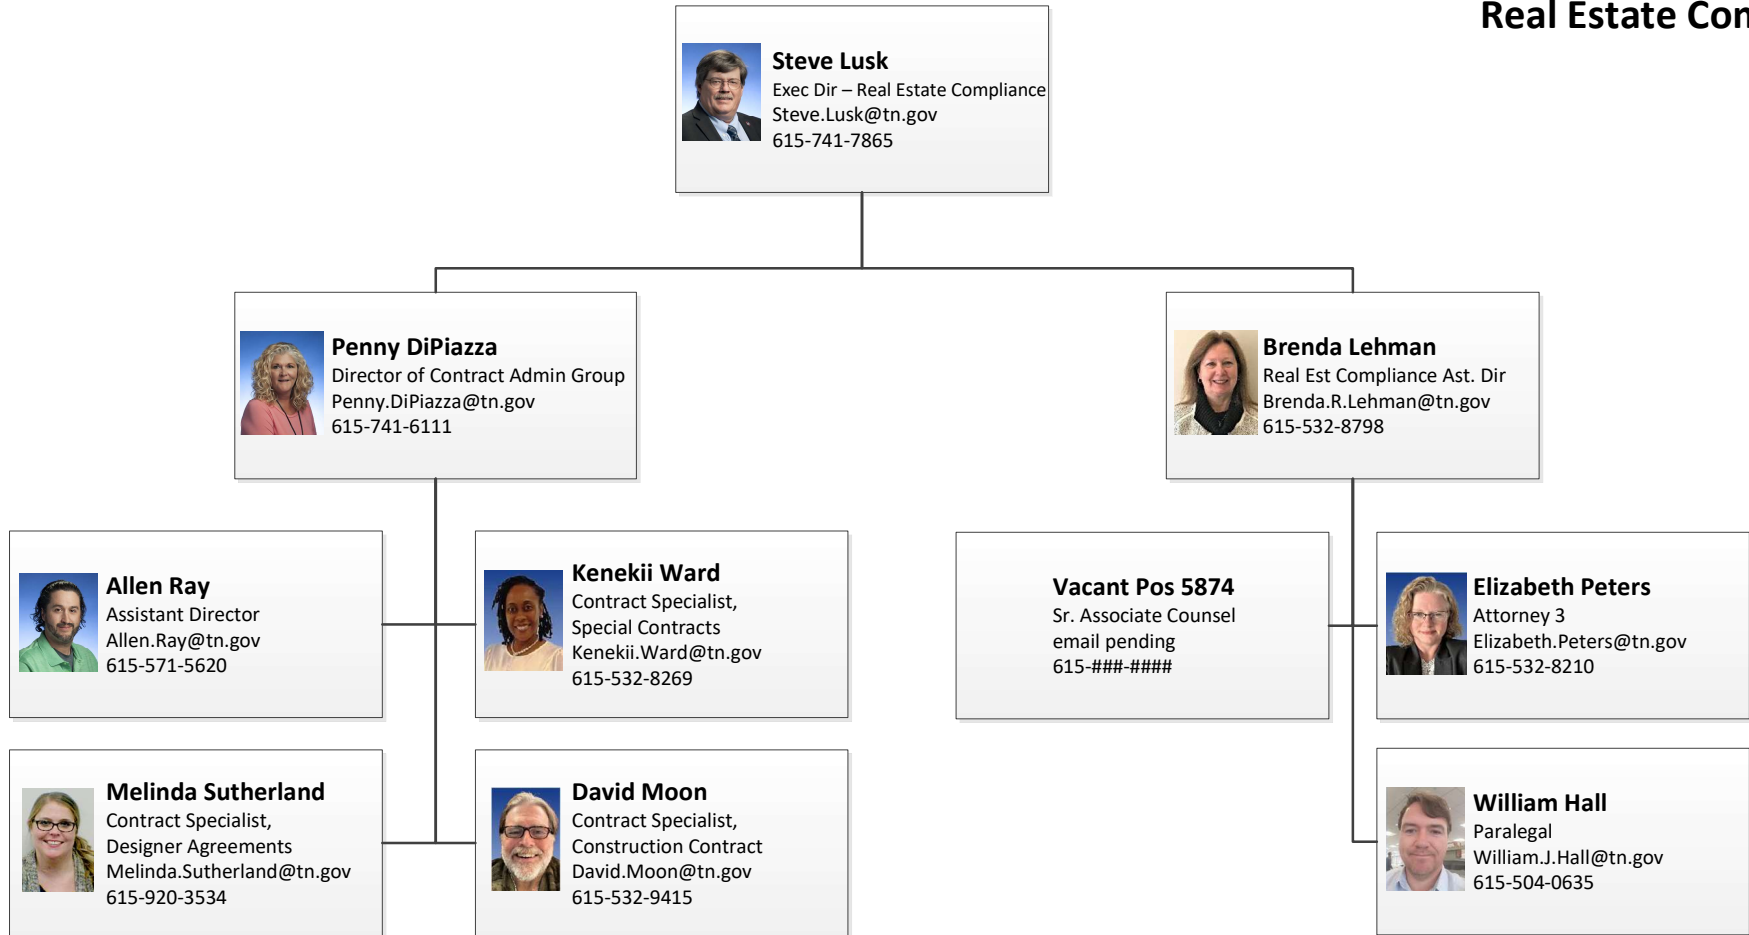 Real Estate Con
Steve Lusk
Exec Dir – Real Estate Compliance
Steve.Lusk@tn.gov
615-741-7865
Penny DiPiazza
Director of Contract Admin Group
Penny.DiPiazza@tn.gov
615-741-6111
Brenda Lehman
Real Est Compliance Ast. Dir
Brenda.R.Lehman@tn.gov
615-532-8798
Allen Ray
Assistant Director
Allen.Ray@tn.gov
615-571-5620
Kenekii Ward
Contract Specialist,
Special Contracts
Kenekii.Ward@tn.gov
615-532-8269
Vacant Pos 5874
Sr. Associate Counsel
email pending
615-###-####
Elizabeth Peters
Attorney 3
Elizabeth.Peters@tn.gov
615-532-8210
Melinda Sutherland
Contract Specialist,
Designer Agreements
Melinda.Sutherland@tn.gov
615-920-3534
David Moon
Contract Specialist,
Construction Contract
David.Moon@tn.gov
615-532-9415
William Hall
Paralegal
William.J.Hall@tn.gov
615-504-0635